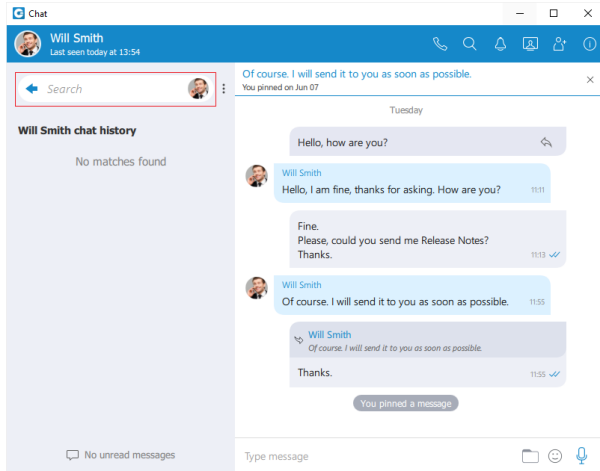 Chat
Will Smith
Last seen today at 13:54
Search
Will Smith chat history
No matches found
No unread messages
Of course. I will send it to you as soon as possible.
You pinned on Jun 07
Tuesday
Hello, how are you?
Will Smith
Hello, I am fine, thanks for asking. How are you?
11:11
Fine.
Please, could you send me Release Notes?
Thanks.
11:13
Will Smith
Of course. I will send it to you as soon as possible.
11:55
Will Smith
Of course. I will send it to you as soon as possible.
Thanks.
11:55
You pinned a message
Type message